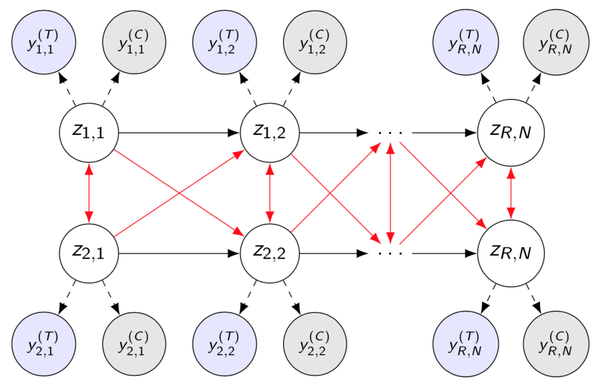 y_{1,1}^{(T)} y_{1,1}^{(C)} y_{1,2}^{(T)} y_{1,2}^{(C)} y_{R,N}^{(T)} y_{R,N}^{(C)}
z_{1,1} z_{1,2} ··· z_{R,N}
z_{2,1} z_{2,2} ··· z_{R,N}
y_{2,1}^{(T)} y_{2,1}^{(C)} y_{2,2}^{(T)} y_{2,2}^{(C)} y_{R,N}^{(T)} y_{R,N}^{(C)}